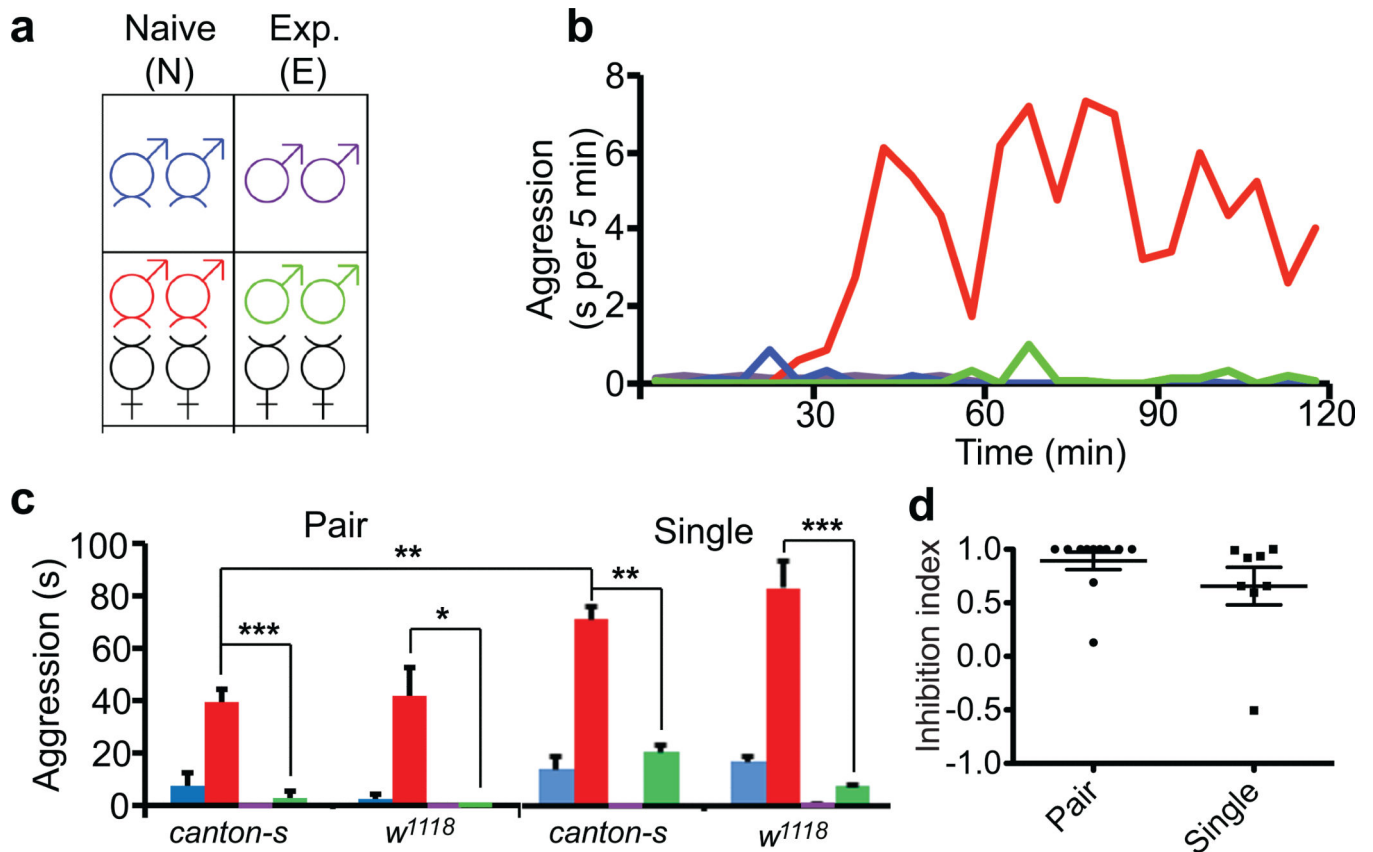 a
Naive
(N)
Exp.
(E)
b
Aggression
(s per 5 min)
8
6
4
2
0
30
60
90
120
Time (min)
c
Pair
Single
Aggression (s)
100
80
60
40
20
0
***
**
*
**
***
canton-s
w1118
canton-s
w1118
d
Inhibition index
1.0
0.5
0.0
-0.5
-1.0
Pair
Single